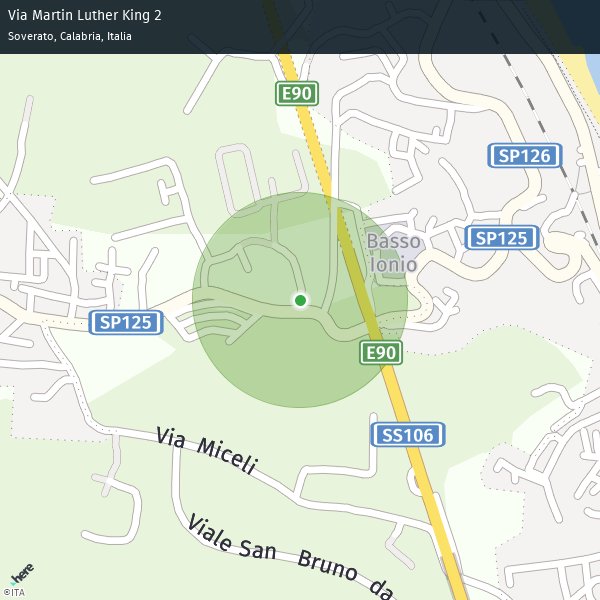 Via Martin Luther King 2
Soverato, Calabria, Italia
E90
SP126
Basso
Ionio
SP125
SP125
E90
SS106
Via Miceli
Viale San Bruno da
here
©ITA